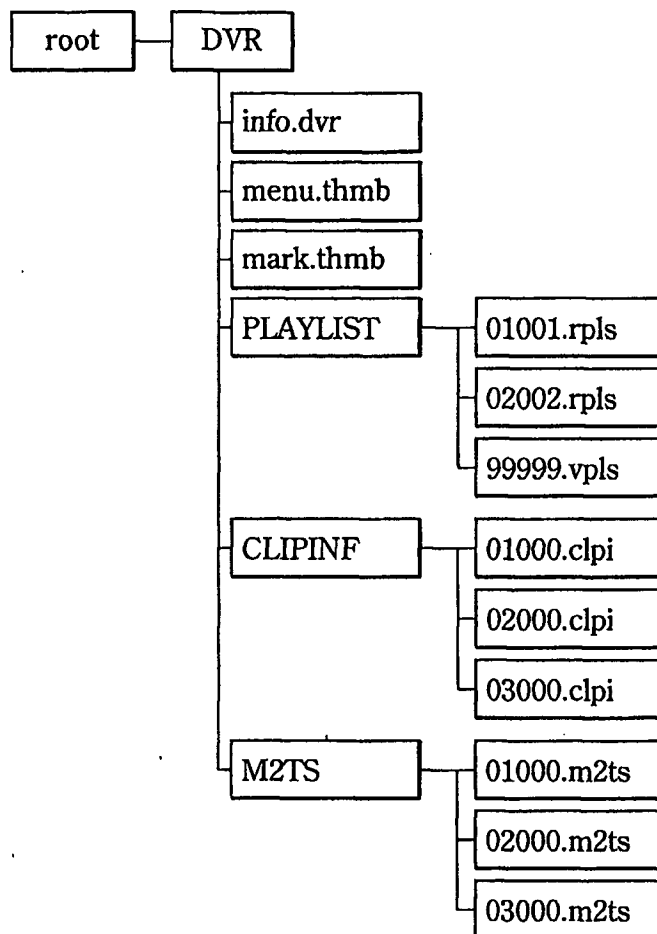 root
DVR
info.dvr
menu.thmb
mark.thmb
PLAYLIST
01001.rpls
02002.rpls
99999.vpls
CLIPINF
01000.clpi
02000.clpi
03000.clpi
M2TS
01000.m2ts
02000.m2ts
03000.m2ts